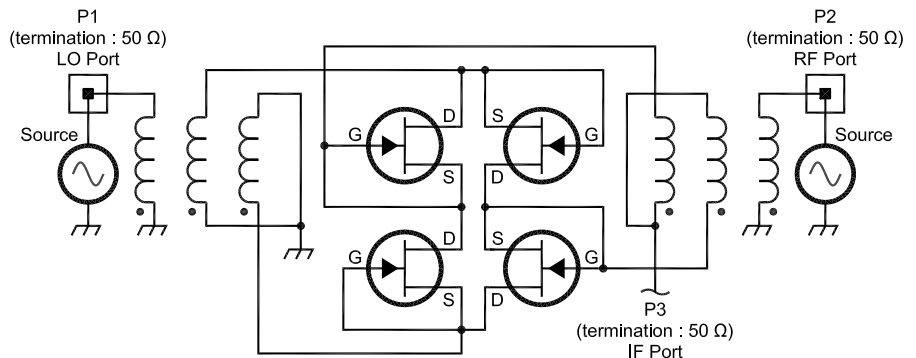 P1
(termination : 50 Ω)
LO Port
Source
P2
(termination : 50 Ω)
RF Port
Source
D
S
G
G
S
D
D
S
G
G
S
D
P3
(termination : 50 Ω)
IF Port